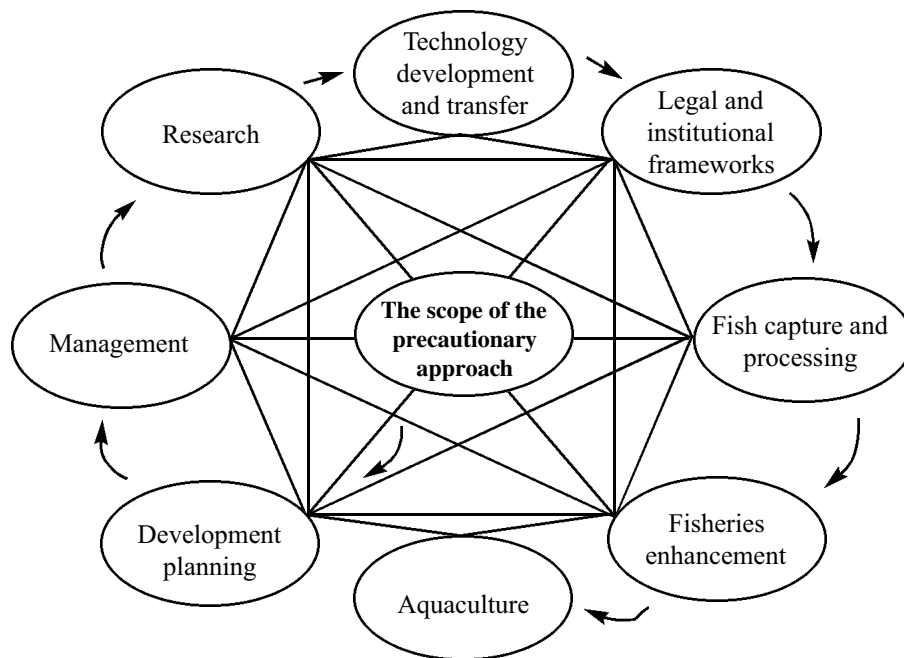 Technology
development
and transfer
Legal and
institutional
frameworks
Research
The scope of the
precautionary
approach
Management
Fish capture and
processing
Development
planning
Fisheries
enhancement
Aquaculture